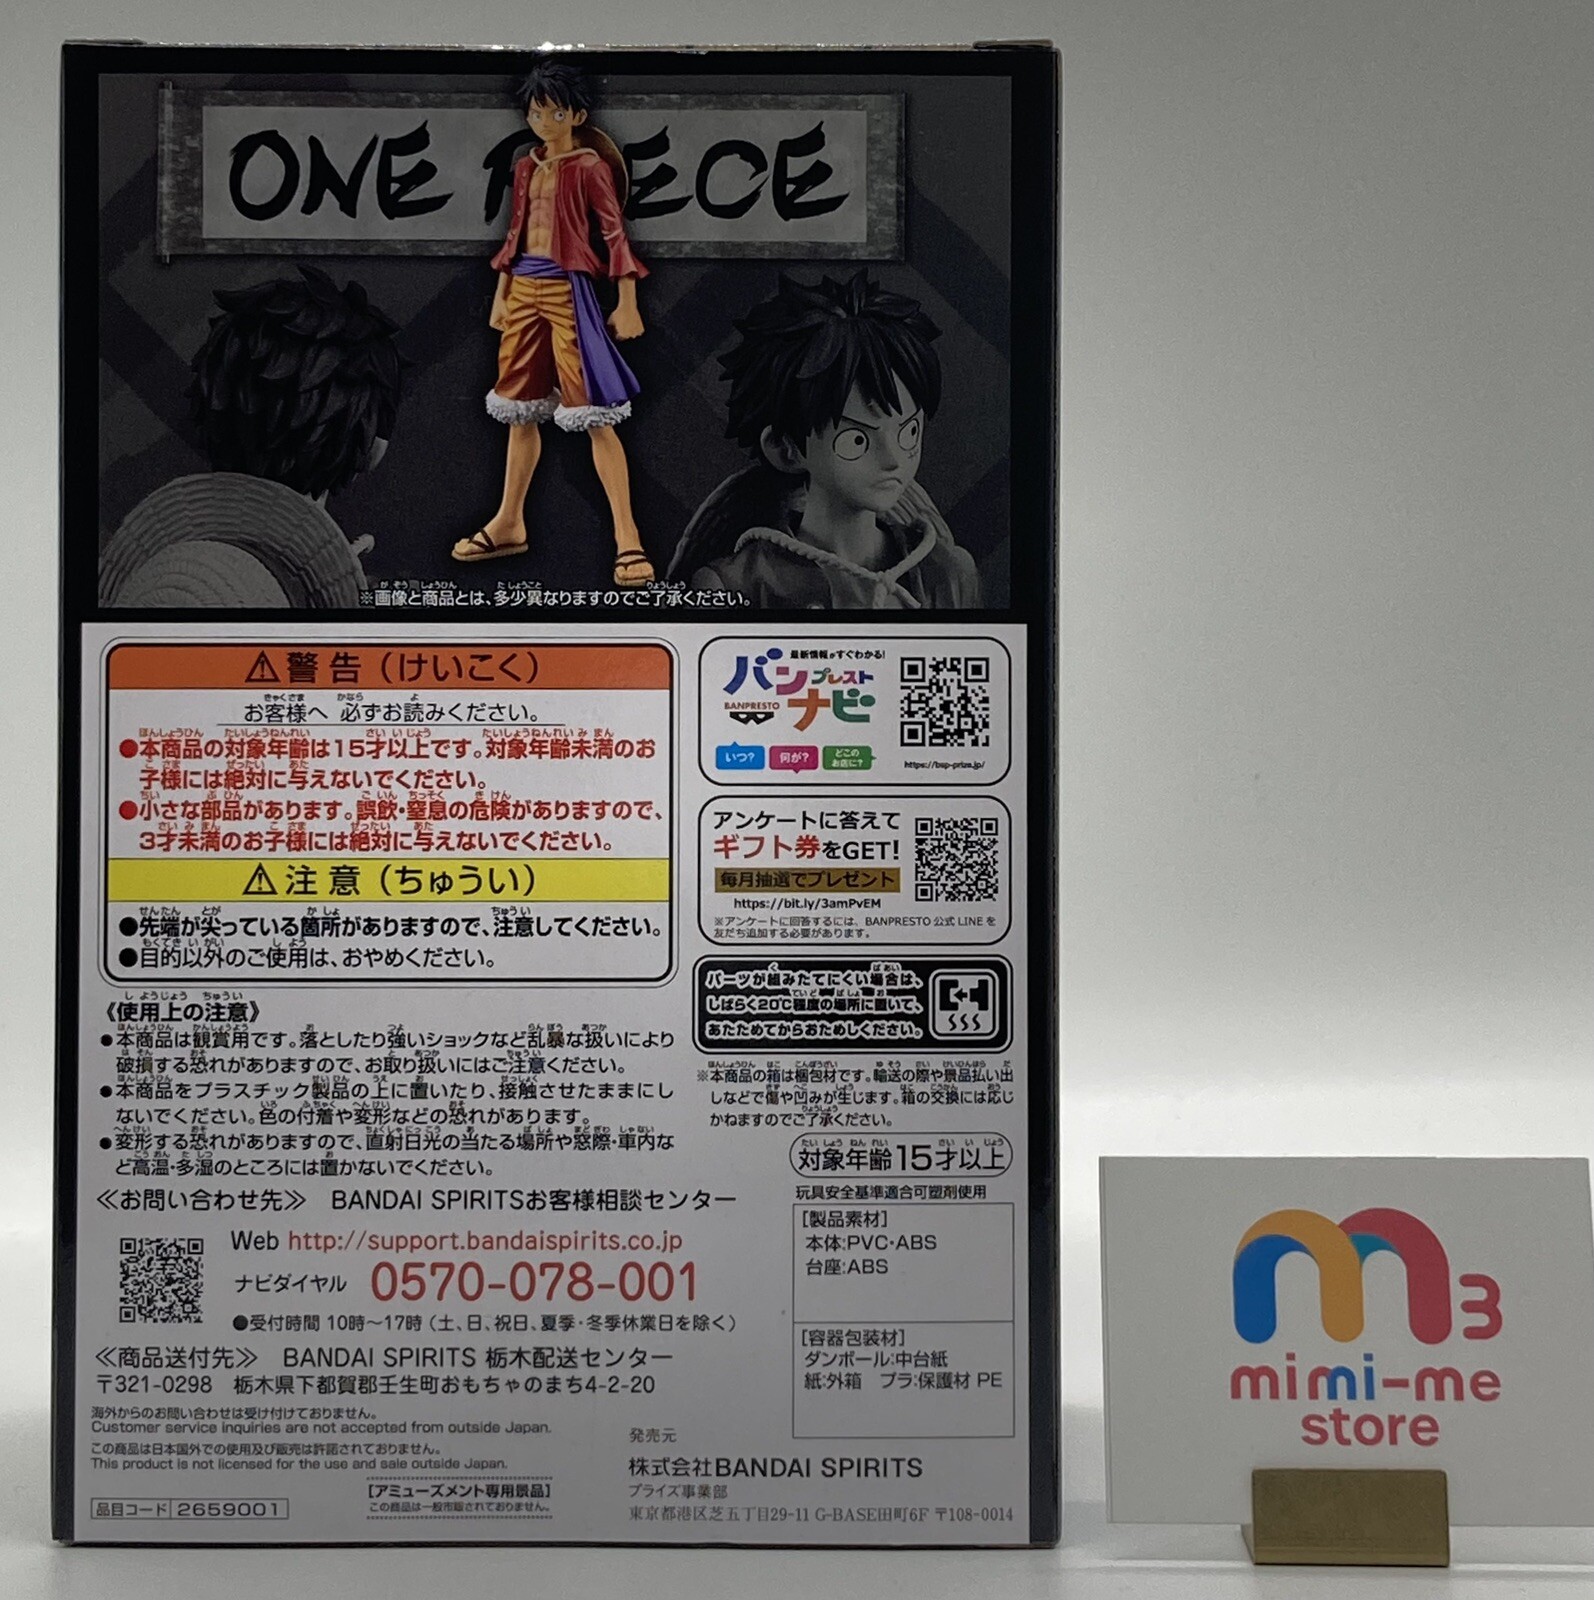 ONE PIECE
※画像と商品とは、多少異なりますのでご了承ください。
⚠警告（けいこく）
お客様へ 必ずお読みください。
●本商品の対象年齢は15才以上です。対象年齢未満のお
子様には絶対に与えないでください。
●小さな部品があります。誤飲・窒息の危険がありますので、
3才未満のお子様には絶対に与えないでください。
⚠注意（ちゅうい）
●先端が尖っている箇所がありますので、注意してください。
●目的以外のご使用は、おやめください。
《使用上の注意》
●本商品は観賞用です。落としたり強いショックなど乱暴な扱いにより
破損する恐れがありますので、お取り扱いにはご注意ください。
●本商品をプラスチック製品の上に置いたり、接触させたままにし
ないでください。色の付着や変形などの恐れがあります。
●変形する恐れがありますので、直射日光の当たる場所や窓際・車内な
ど高温・多湿のところには置かないでください。
≪お問い合わせ先≫ BANDAI SPIRITSお客様相談センター
Web http://support.bandaispirits.co.jp
ナビダイヤル 0570-078-001
●受付時間 10時～17時（土、日、祝日、夏季・冬季休業日を除く）
≪商品送付先≫ BANDAI SPIRITS 栃木配送センター
〒321-0298 栃木県下都賀郡壬生町おもちゃのまち4-2-20
海外からのお問い合わせは受け付けておりません。
Customer service inquiries are not accepted from outside Japan.
この商品は日本国外での使用及び販売は許諾されておりません。
This product is not licensed for the use and sale outside Japan.
品目コード 2659001
[アミューズメント専用景品]
この商品は一般市販されておりません。
最新情報がすぐわかる!
バンプレスト
BANPRESTO
ナビ
いつ?
何が?
どこの
お店に?
https://bsp-prize.jp/
アンケートに答えて
ギフト券をGET!
毎月抽選でプレゼント
https://bit.ly/3amPvEM
※アンケートに回答するには、BANPRESTO 公式 LINE を
友だち追加する必要があります。
パーツが組みたてにくい場合は、
しばらく20℃程度の場所に置いて、
あたためてからおためしください。
※本商品の箱は梱包材です。輸送の際や景品払い出
しなどで傷や凹みが生じます。箱の交換には応じ
かねますのでご了承ください。
対象年齢15才以上
玩具安全基準適合可塑剤使用
[製品素材]
本体:PVC・ABS
台座:ABS
[容器包装材]
ダンボール:中台紙
紙:外箱 プラ:保護材 PE
発売元
株式会社BANDAI SPIRITS
プライズ事業部
東京都港区芝五丁目29-11 G-BASE田町6F 〒108-0014
m3
mimi-me
store